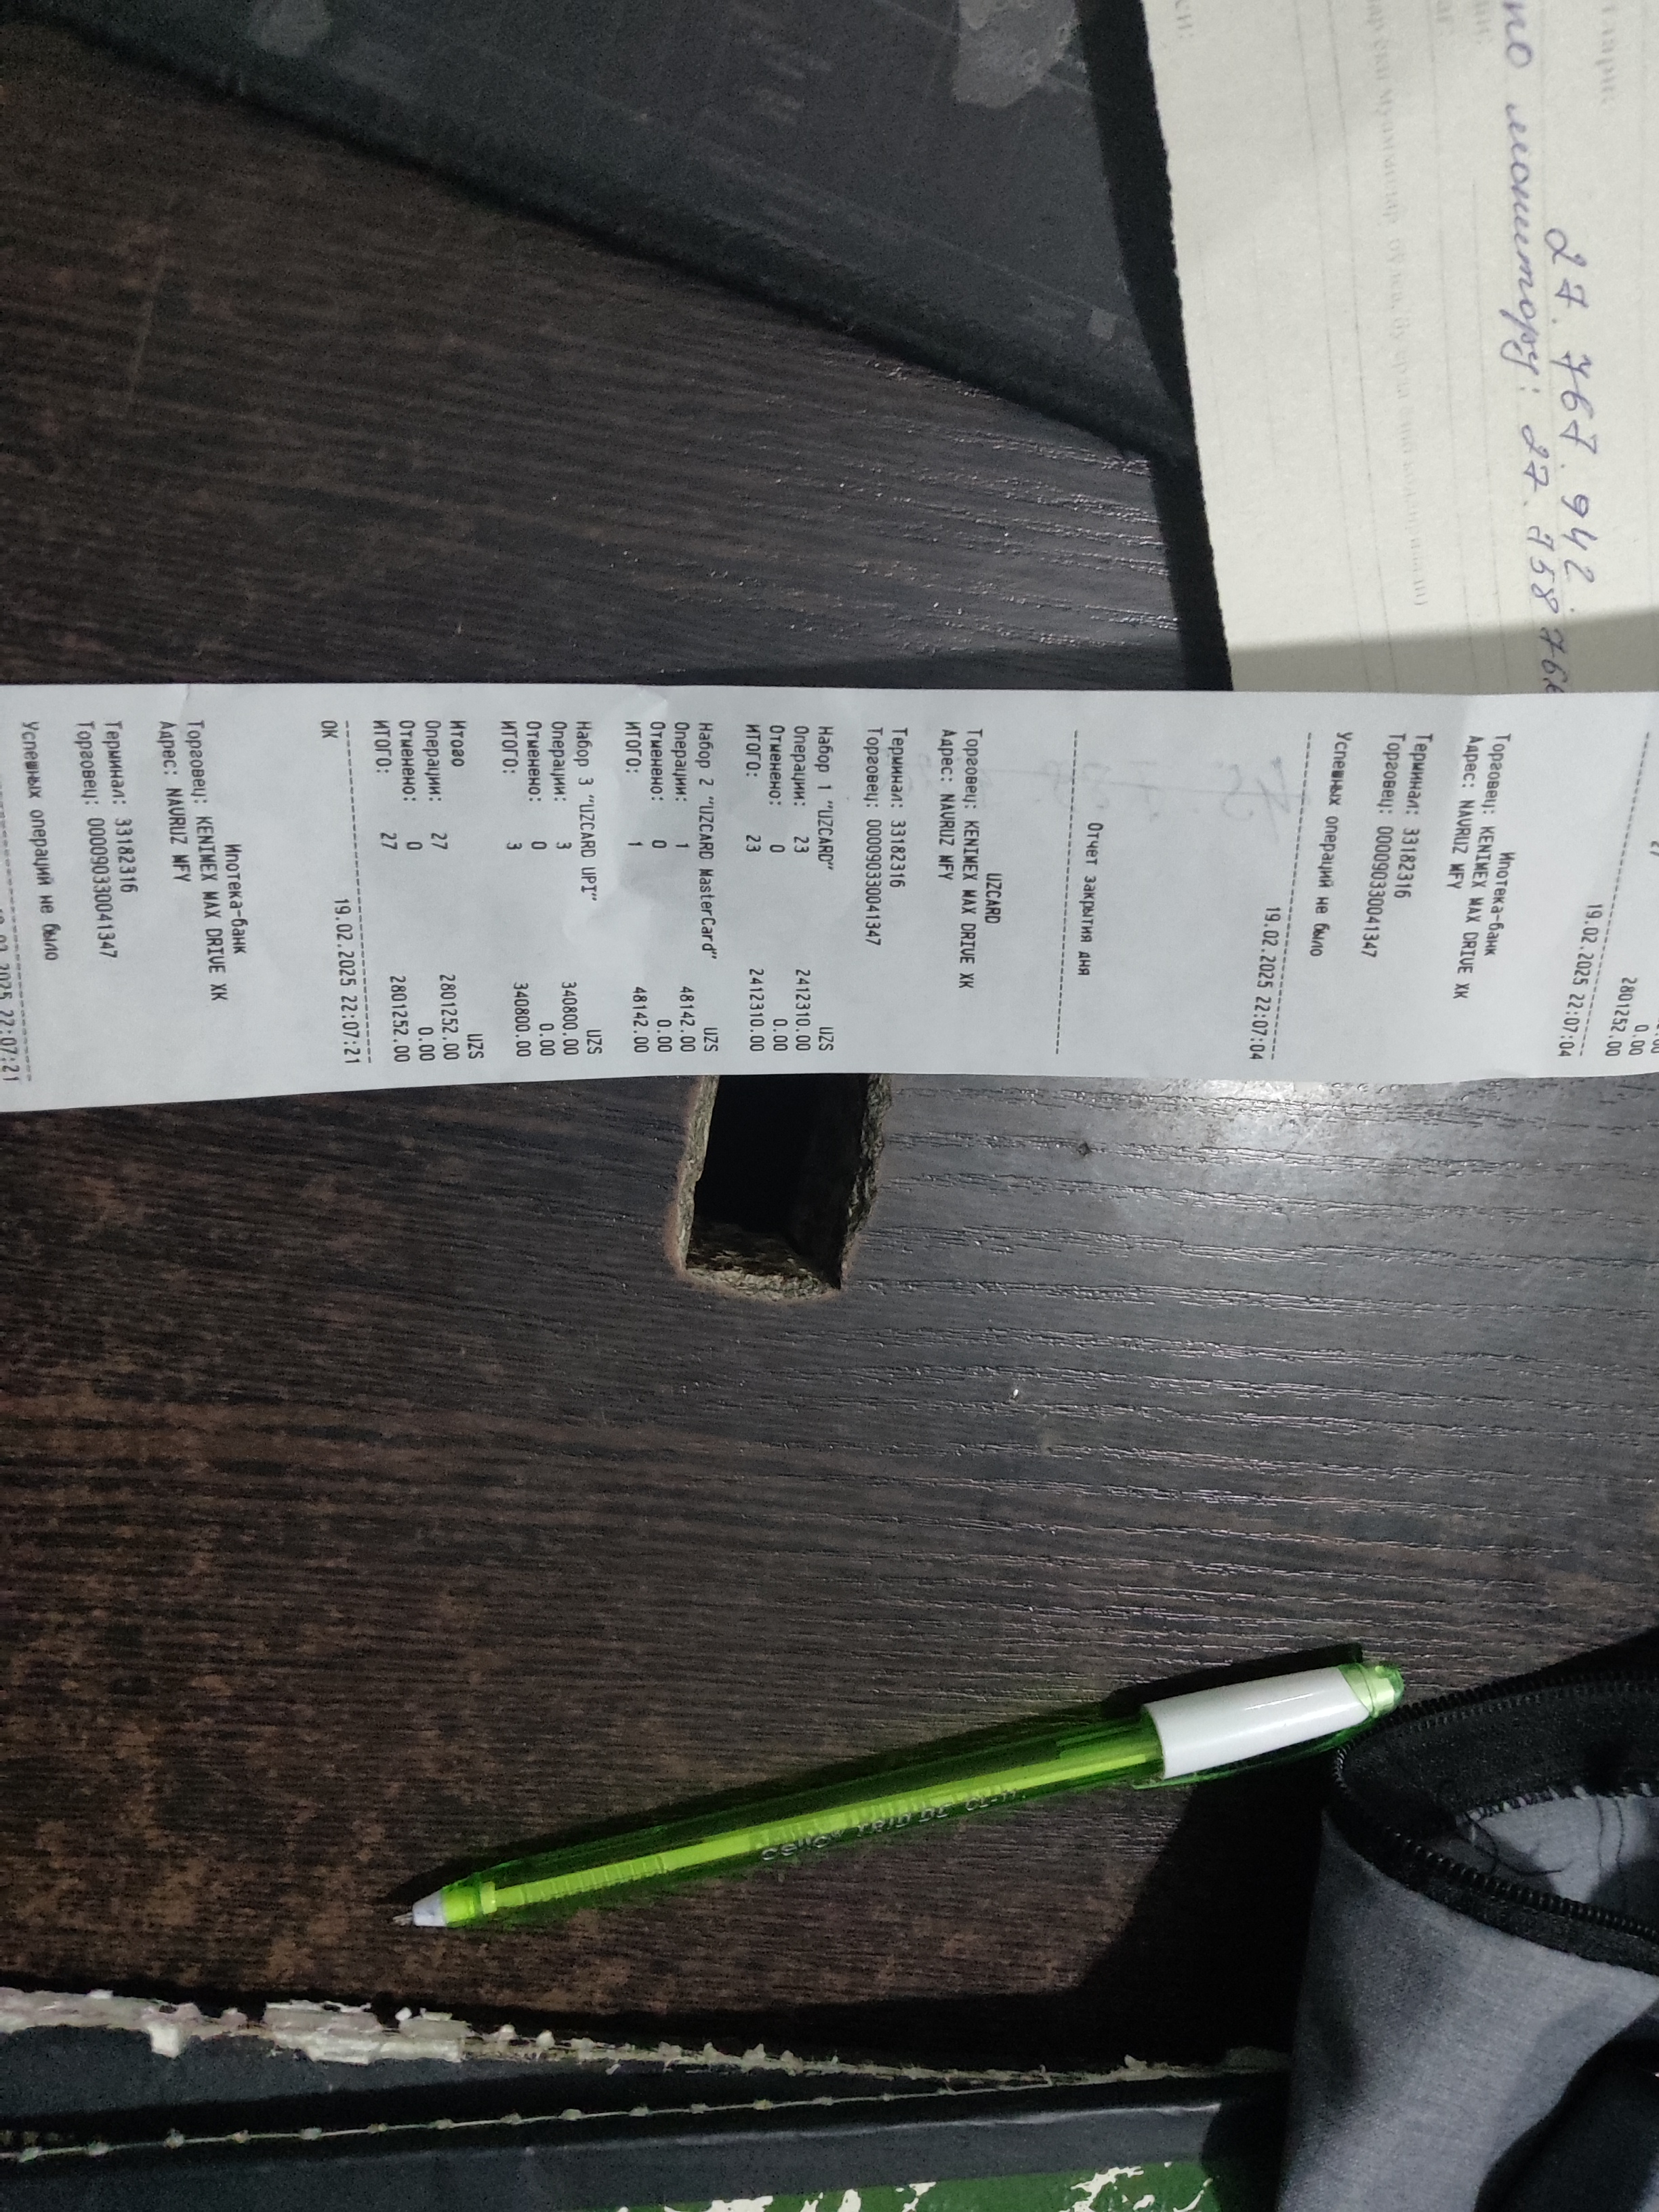 27.767.942
по монитору: 27.758 766
27
2801252.00
0.00
2801252.00
19.02.2025 22:07:04
Ипотека-банк
Торговец: KENIMEX MAX DRIVE XK
Адрес: NAVRUZ MFY
Терминал: 33182316
Торговец: 000090330041347
Успешных операций не было
19.02.2025 22:07:04
Отчет закрытия дня
UZCARD
Торговец: KENIMEX MAX DRIVE XK
Адрес: NAVRUZ MFY
Терминал: 33182316
Торговец: 000090330041347
Набор 1 "UZCARD"
UZS
Операции: 23 2412310.00
Отменено: 0 0.00
ИТОГО: 23 2412310.00
Набор 2 "UZCARD MasterCard"
UZS
Операции: 1 48142.00
Отменено: 0 0.00
ИТОГО: 1 48142.00
Набор 3 "UZCARD UPI"
UZS
Операции: 3 340800.00
Отменено: 0 0.00
ИТОГО: 3 340800.00
Итого UZS
Операции: 27 2801252.00
Отменено: 0 0.00
ИТОГО: 27 2801252.00
19.02.2025 22:07:21
OK
Ипотека-банк
Торговец: KENIMEX MAX DRIVE XK
Адрес: NAVRUZ MFY
Терминал: 33182316
Торговец: 000090330041347
Успешных операций не было
22:07:21